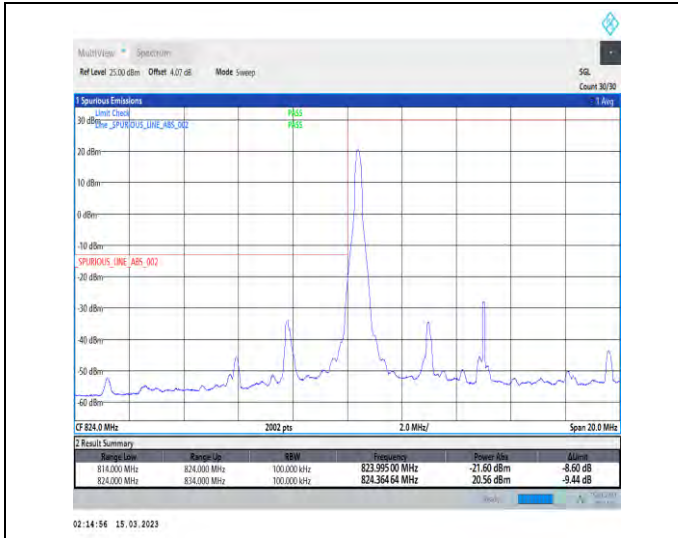 MultiView Spectrum
Ref Level 25.00 dBm Offset 4.07 dB Mode Sweep SGL
Count 30/30
1 Spurious Emissions 1 Avg
Limit Check PASS
30 dBm Line _SPURIOUS_LINE_ABS_002 PASS
20 dBm
10 dBm
0 dBm
-10 dBm
_SPURIOUS_LINE_ABS_002
-30 dBm
-40 dBm
-50 dBm
-60 dBm
CF 824.0 MHz 2002 pts 2.0 MHz/ Span 20.0 MHz
2 Result Summary
Range Low Range Up RBW Frequency Power Abs ΔLimit
814.000 MHz 824.000 MHz 100.000 kHz 823.995 00 MHz -21.60 dBm -8.60 dB
824.000 MHz 834.000 MHz 100.000 kHz 824.364 64 MHz 20.56 dBm -9.44 dB
02:14:56 15.03.2023